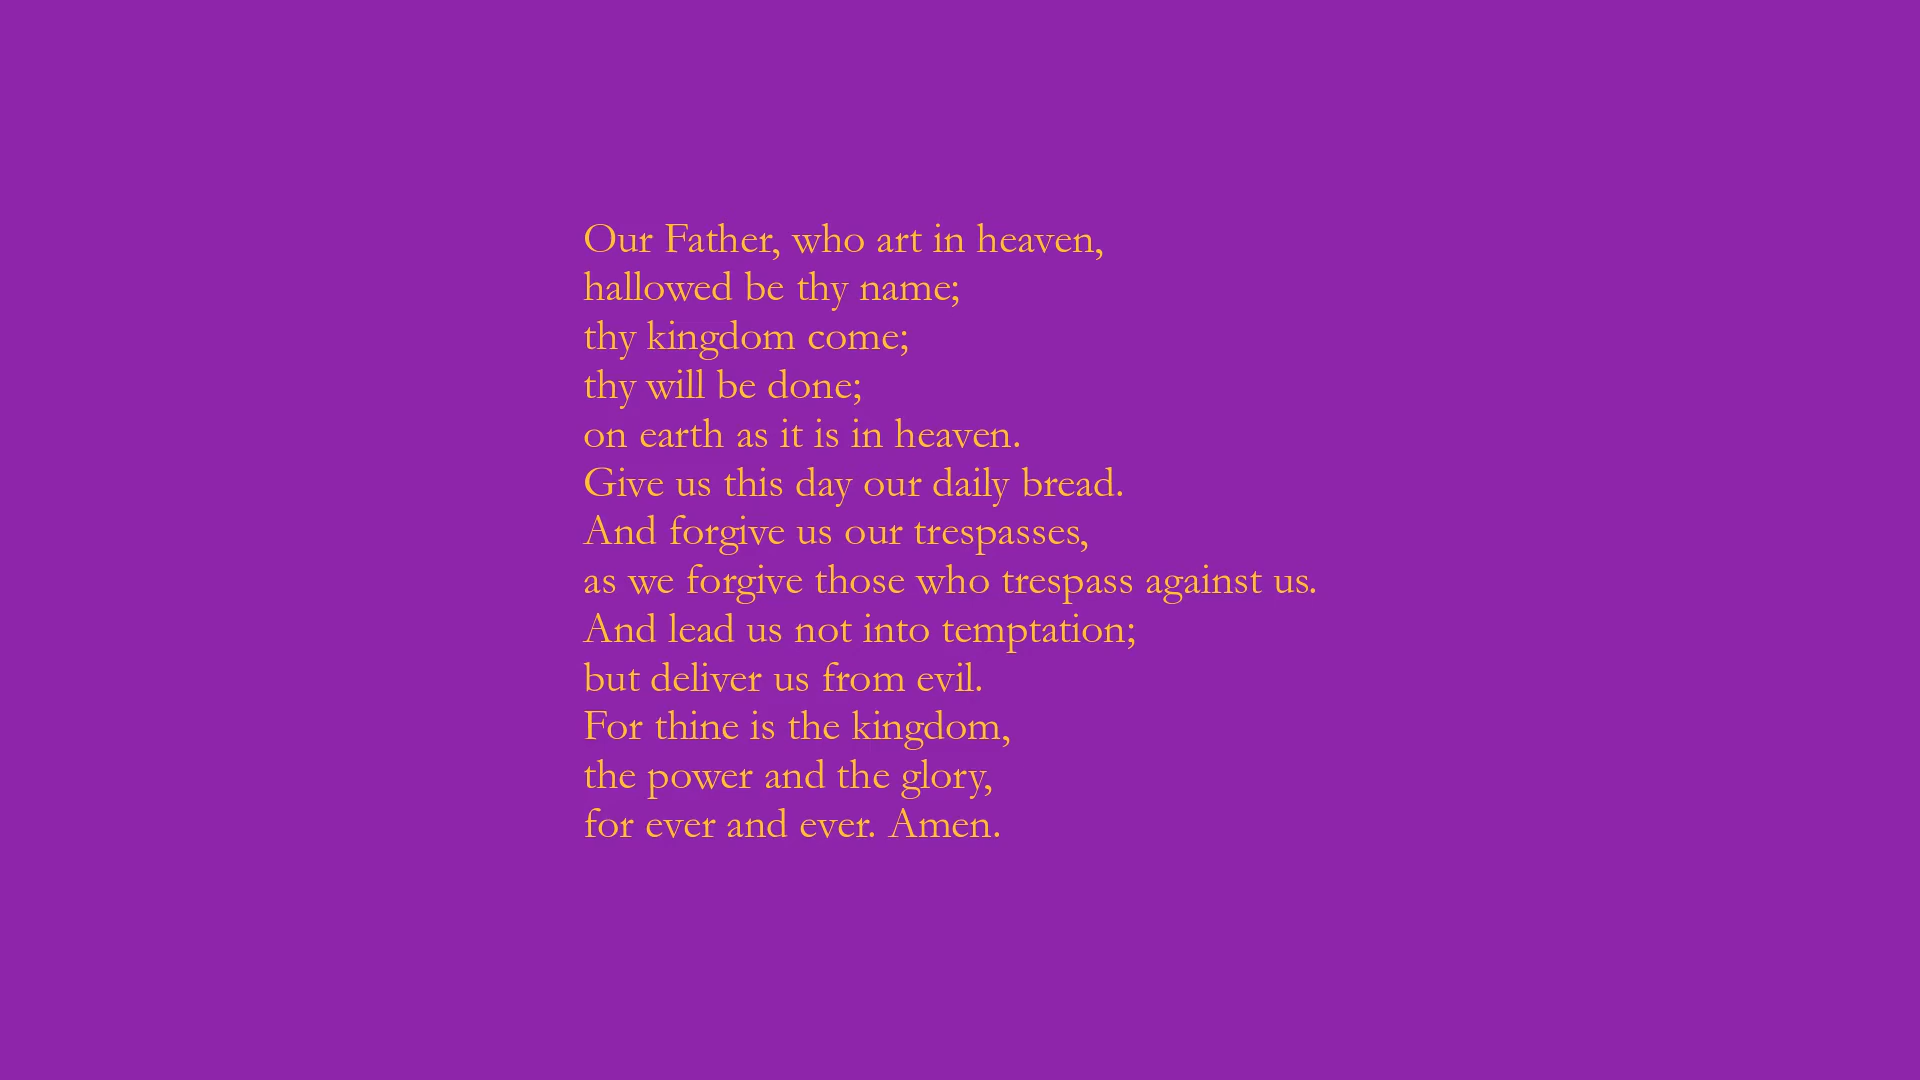 Our Father, who art in heaven,
hallowed be thy name;
thy kingdom come;
thy will be done;
on earth as it is in heaven.
Give us this day our daily bread.
And forgive us our trespasses,
as we forgive those who trespass against us.
And lead us not into temptation;
but deliver us from evil.
For thine is the kingdom,
the power and the glory,
for ever and ever. Amen.